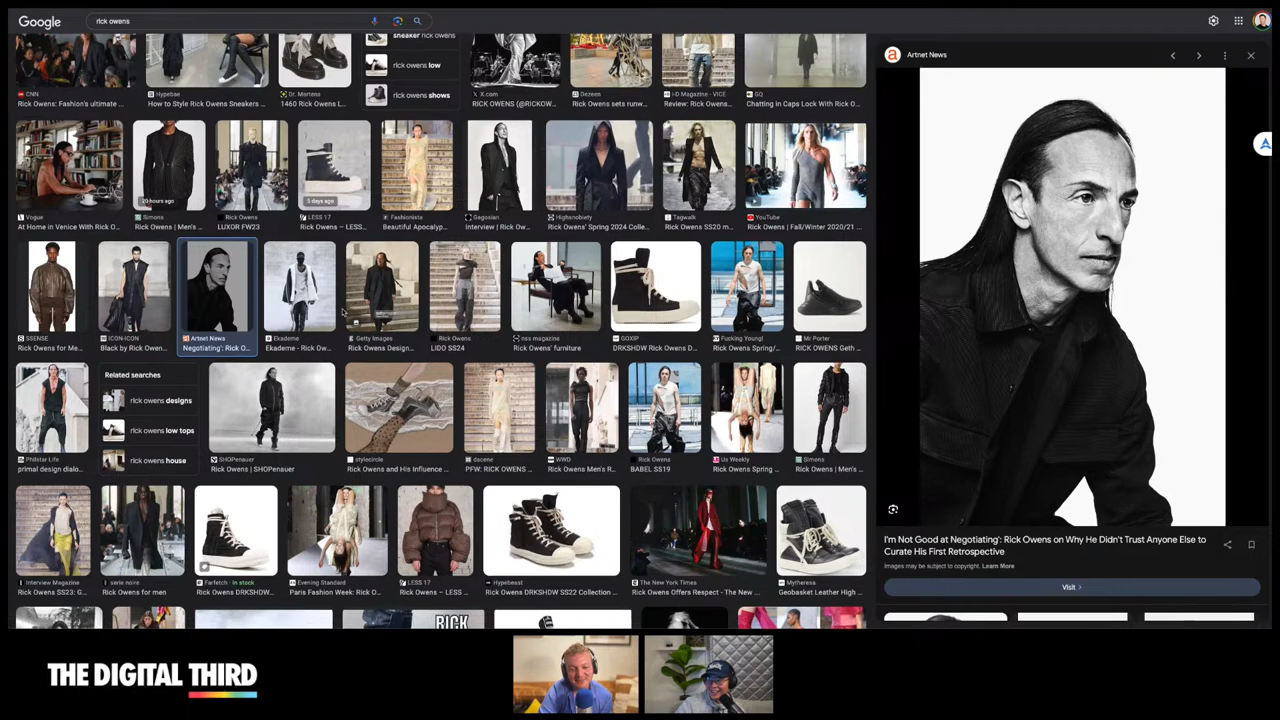 Google
rick owens
sneaker rick owens
rick owens low
rick owens shows
CNN
Rick Owens: Fashion's ultimate ...
Hypebae
How to Style Rick Owens Sneakers ...
Dr. Martens
1460 Rick Owens L...
X.com
RICK OWENS (@RICKOW...
Dezeen
Rick Owens sets runw...
i-D Magazine - VICE
Review: Rick Owens...
GQ
Chatting in Caps Lock With Rick O...
20 hours ago
5 days ago
Vogue
At Home in Venice With Rick O...
Simons
Rick Owens | Men's ...
Rick Owens
LUXOR FW23
LESS 17
Rick Owens – LESS...
Fashionista
Beautiful Apocalyp...
Gagosian
Interview | Rick Ow...
Highsnobiety
Rick Owens' Spring 2024 Colle...
Tagwalk
Rick Owens SS20 m...
YouTube
Rick Owens | Fall/Winter 2020/21 ...
SSENSE
Rick Owens for Me...
ICON-ICON
Black by Rick Owen...
Artnet News
Negotiating': Rick O...
Ekademe
Ekademe - Rick Ow...
Getty Images
Rick Owens Design...
Rick Owens
LIDO SS24
nss magazine
Rick Owens' furniture
GOXIP
DRKSHDW Rick Owens D...
Fucking Young!
Rick Owens Spring/...
Mr Porter
RICK OWENS Geth ...
Related searches
rick owens designs
rick owens low tops
rick owens house
Philstar Life
primal design dialo...
SHOPenauer
Rick Owens | SHOPenauer
stylecircle
Rick Owens and His Influence ...
dscene
PFW: RICK OWENS ...
WWD
Rick Owens Men's R...
Rick Owens
BABEL SS19
Us Weekly
Rick Owens Spring ...
Simons
Rick Owens | Men's ...
Interview Magazine
Rick Owens SS23: G...
serie noire
Rick Owens for men
Farfetch · In stock
Rick Owens DRKSHDW...
Evening Standard
Paris Fashion Week: Rick O...
LESS 17
Rick Owens – LESS ...
Hypebeast
Rick Owens DRKSHDW SS22 Collection ...
The New York Times
Rick Owens Offers Respect - The New ...
Mytheresa
Geobasket Leather High ...
RICK
a Artnet News
I'm Not Good at Negotiating': Rick Owens on Why He Didn't Trust Anyone Else to
Curate His First Retrospective
Images may be subject to copyright. Learn More
Visit >
THE DIGITAL THIRD